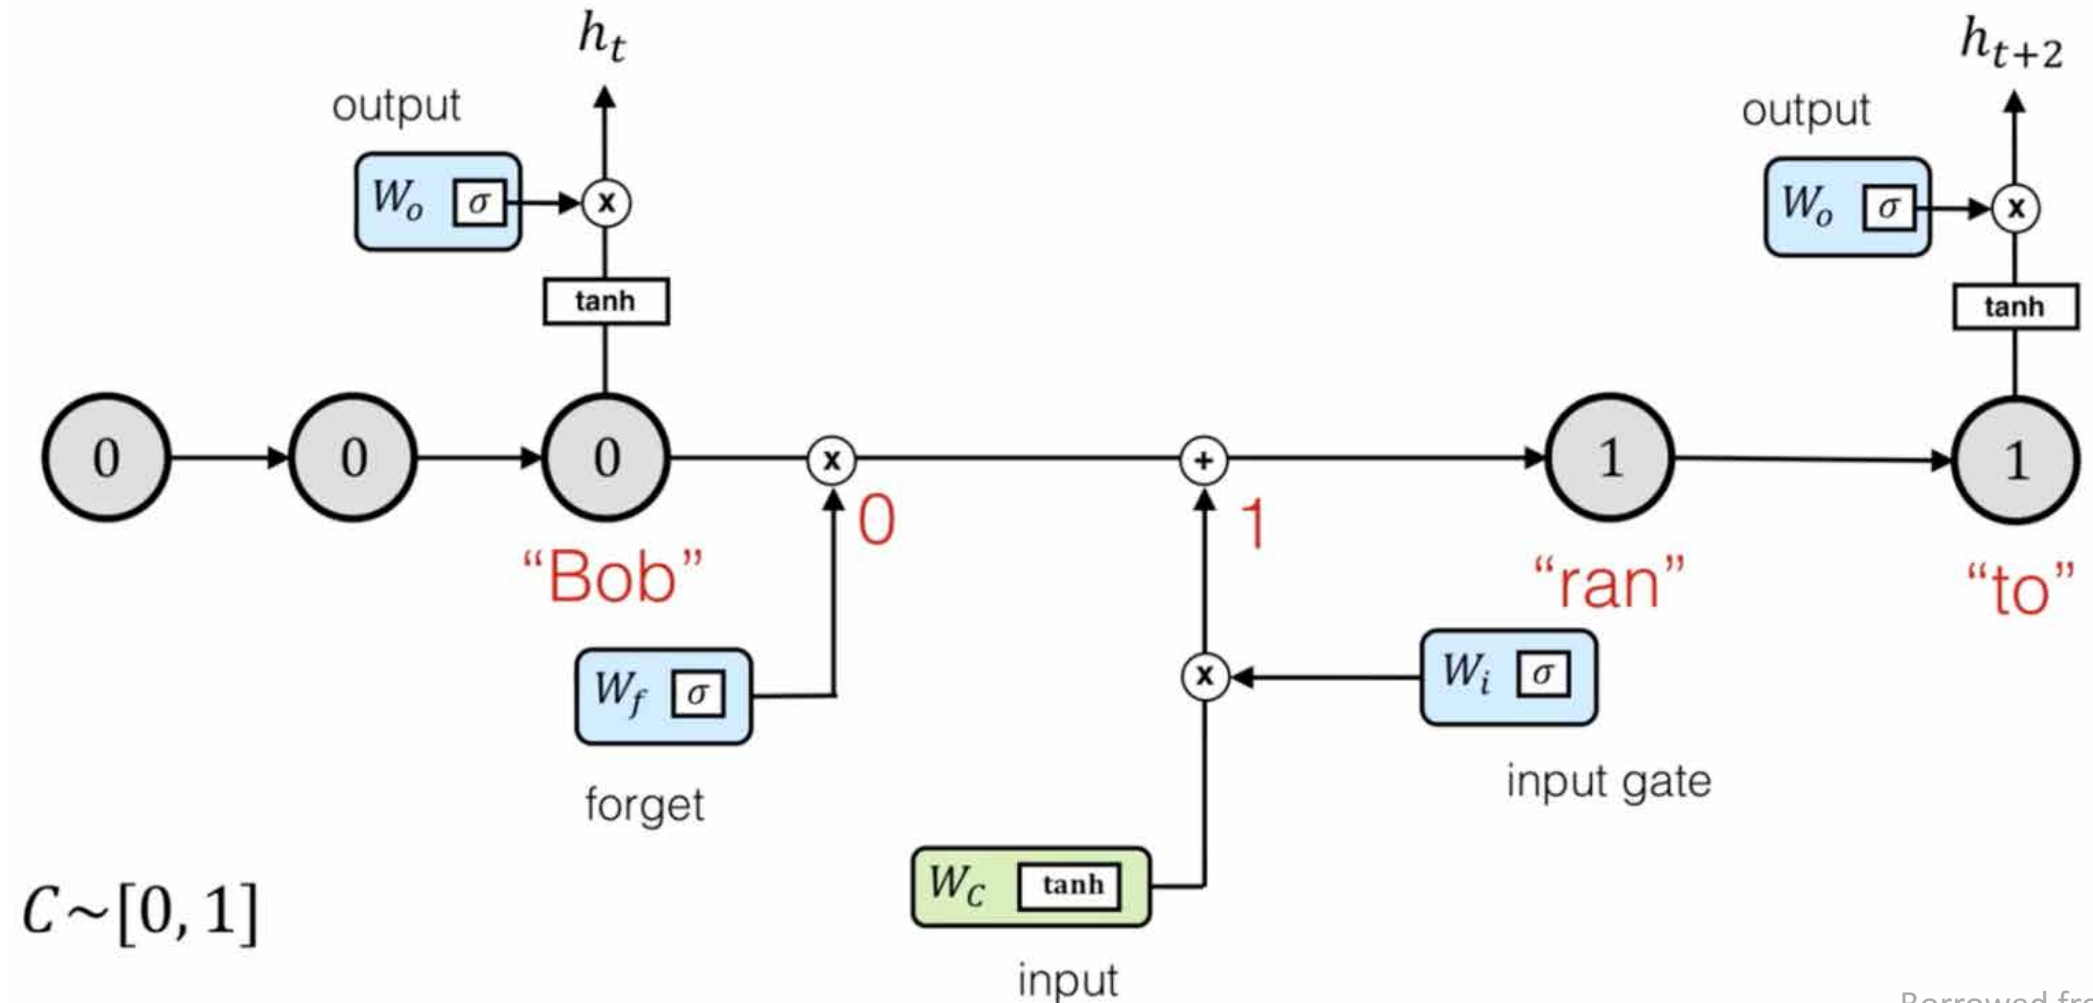 h_t
h_{t+2}
output
output
W_o σ
x
W_o σ
x
tanh
tanh
0
0
0
x
+
1
1
0
1
“Bob”
“ran”
“to”
W_f σ
x
W_i σ
forget
input gate
W_C tanh
C~[0, 1]
input
Borrowed